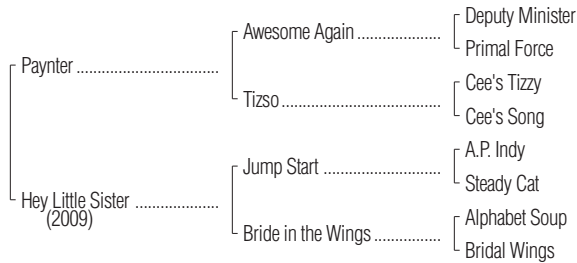 Deputy Minister
Awesome Again ..................
Primal Force
Paynter ...............................
Cee's Tizzy
Tizso ...................................
Cee's Song
A.P. Indy
Jump Start .........................
Steady Cat
Hey Little Sister ..................
(2009)
Alphabet Soup
Bride in the Wings ..............
Bridal Wings